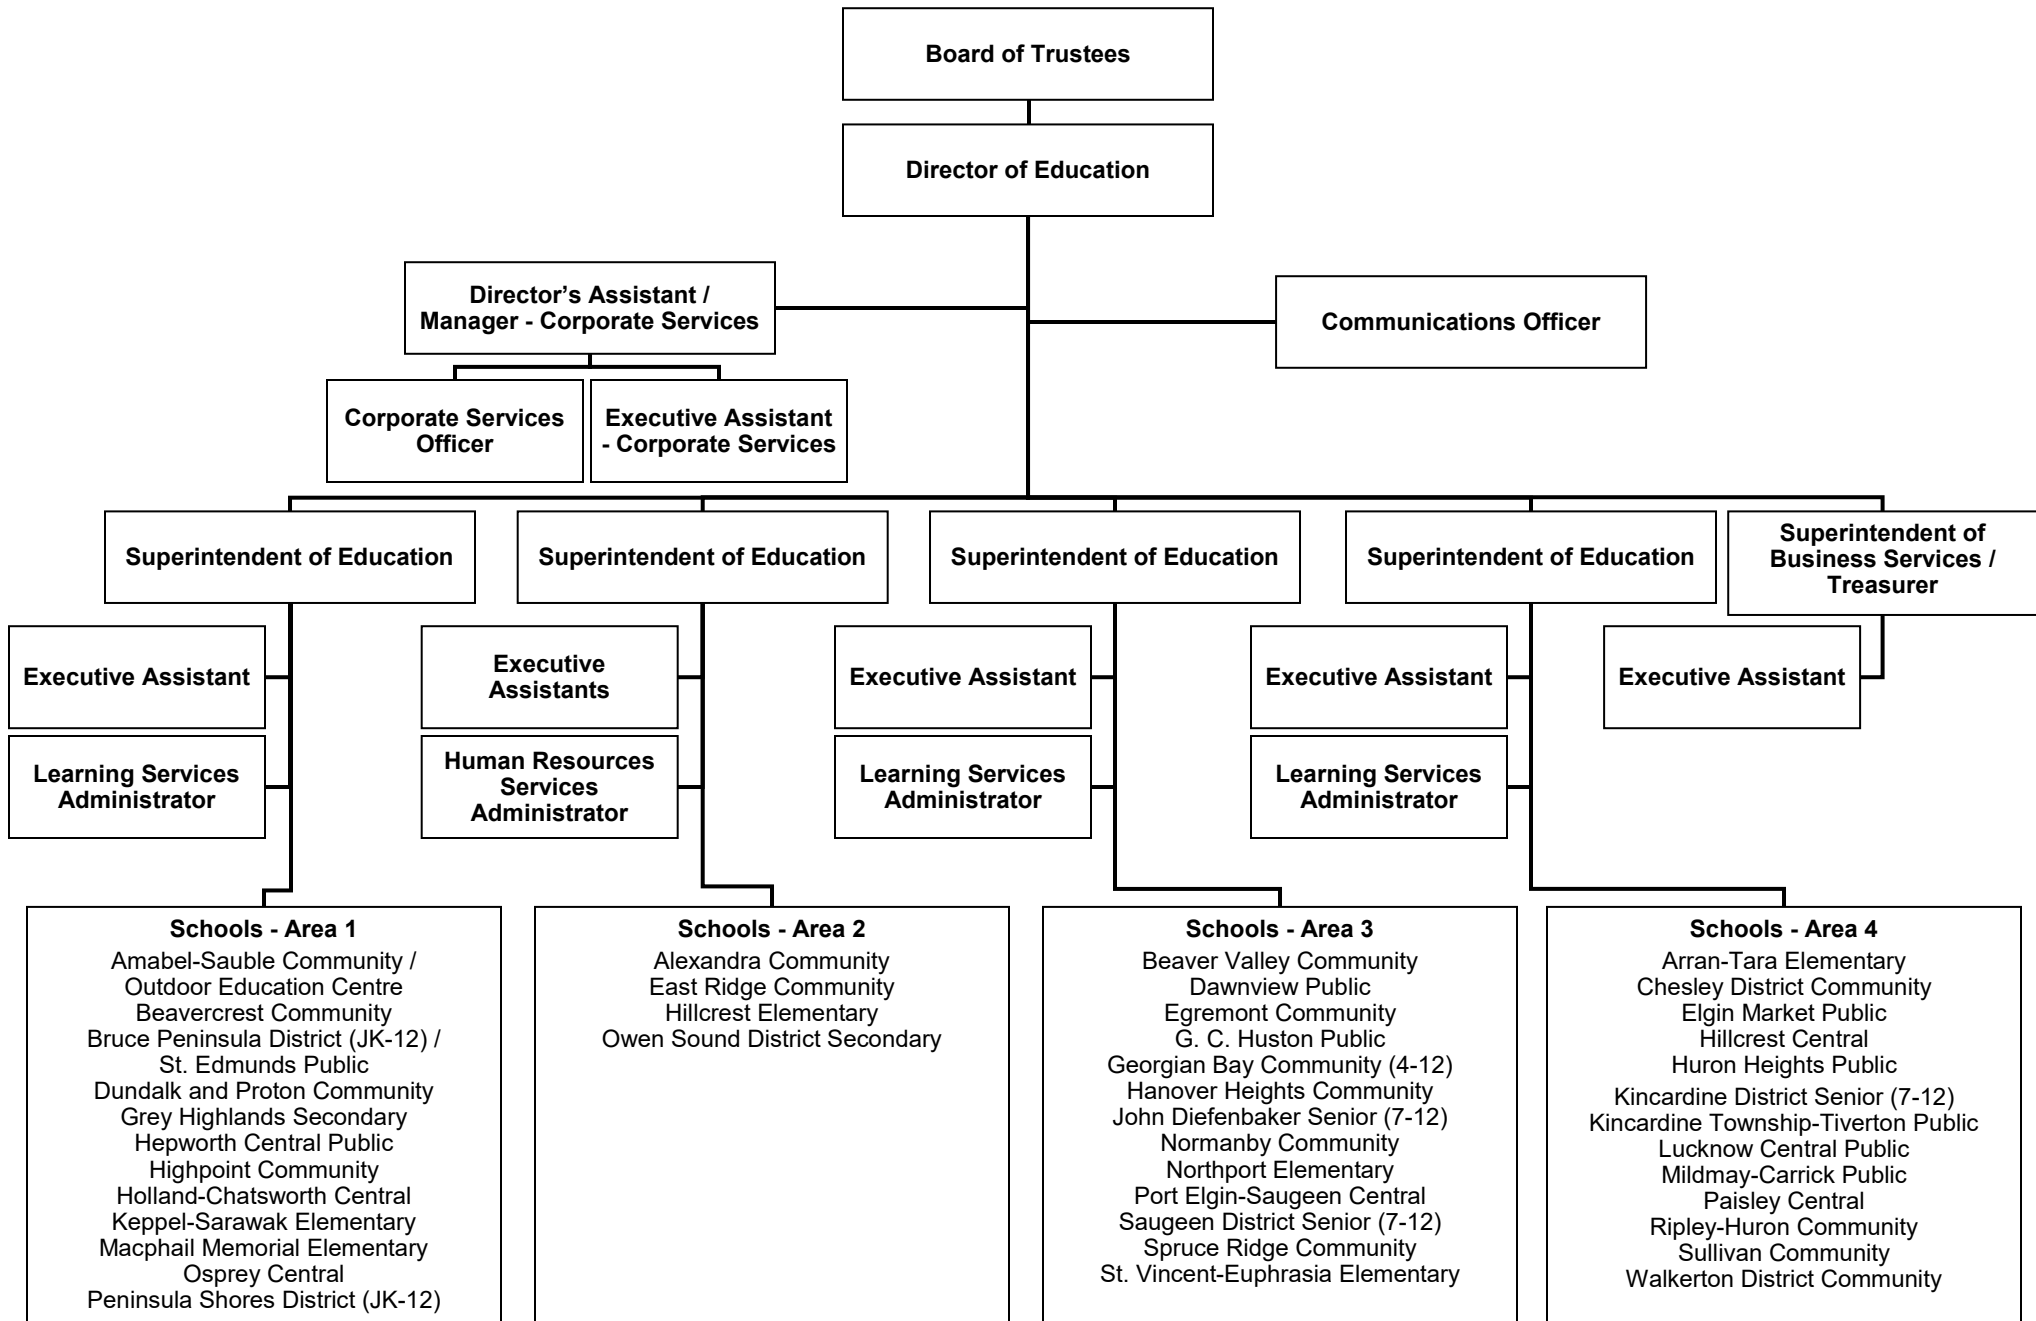 Board of Trustees
Director of Education
Director’s Assistant /
Manager - Corporate Services
Communications Officer
Corporate Services
Officer
Executive Assistant
- Corporate Services
Superintendent of Education
Superintendent of Education
Superintendent of Education
Superintendent of Education
Superintendent of
Business Services /
Treasurer
Executive Assistant
Executive
Assistants
Executive Assistant
Executive Assistant
Executive Assistant
Learning Services
Administrator
Human Resources
Services
Administrator
Learning Services
Administrator
Learning Services
Administrator
Schools - Area 1
Amabel-Sauble Community /
Outdoor Education Centre
Beavercrest Community
Bruce Peninsula District (JK-12) /
St. Edmunds Public
Dundalk and Proton Community
Grey Highlands Secondary
Hepworth Central Public
Highpoint Community
Holland-Chatsworth Central
Keppel-Sarawak Elementary
Macphail Memorial Elementary
Osprey Central
Peninsula Shores District (JK-12)
Schools - Area 2
Alexandra Community
East Ridge Community
Hillcrest Elementary
Owen Sound District Secondary
Schools - Area 3
Beaver Valley Community
Dawnview Public
Egremont Community
G. C. Huston Public
Georgian Bay Community (4-12)
Hanover Heights Community
John Diefenbaker Senior (7-12)
Normanby Community
Northport Elementary
Port Elgin-Saugeen Central
Saugeen District Senior (7-12)
Spruce Ridge Community
St. Vincent-Euphrasia Elementary
Schools - Area 4
Arran-Tara Elementary
Chesley District Community
Elgin Market Public
Hillcrest Central
Huron Heights Public
Kincardine District Senior (7-12)
Kincardine Township-Tiverton Public
Lucknow Central Public
Mildmay-Carrick Public
Paisley Central
Ripley-Huron Community
Sullivan Community
Walkerton District Community